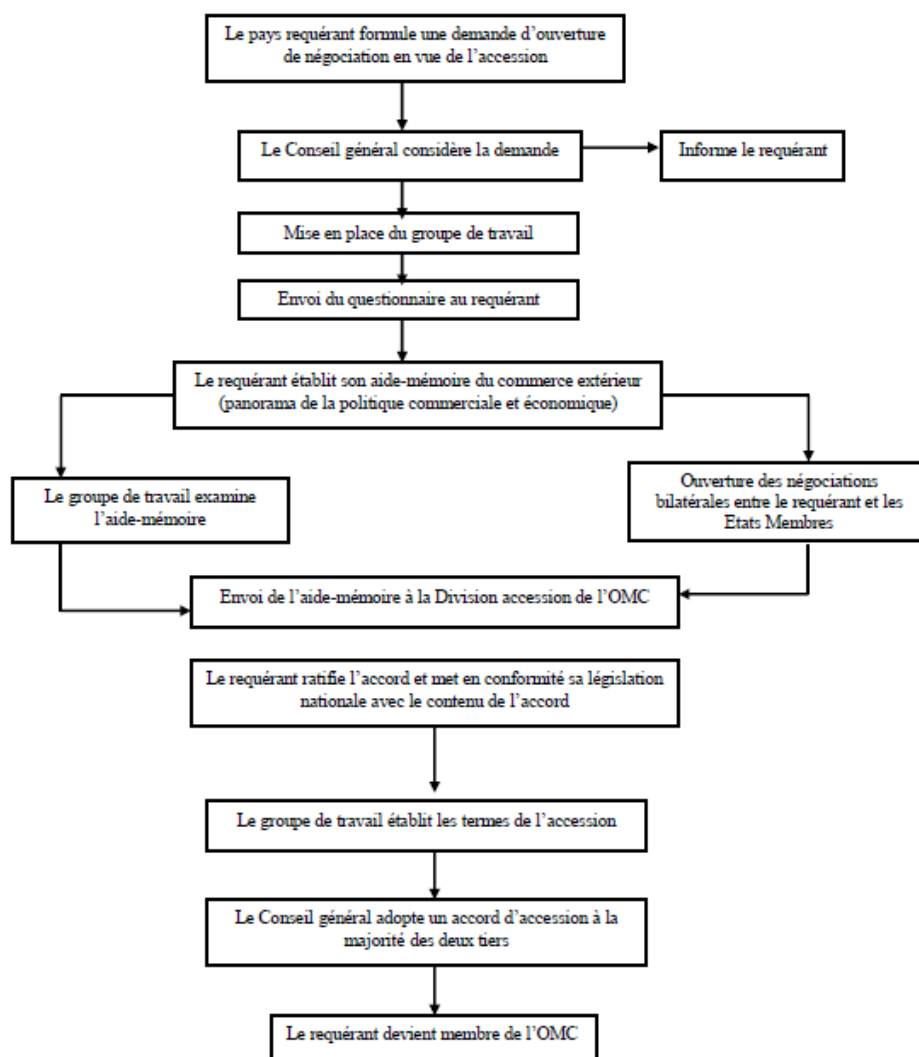 Le pays requérant formule une demande d’ouverture
de négociation en vue de l’accession
Le Conseil général considère la demande
Informe le requérant
Mise en place du groupe de travail
Envoi du questionnaire au requérant
Le requérant établit son aide-mémoire du commerce extérieur
(panorama de la politique commerciale et économique)
Le groupe de travail examine
l’aide-mémoire
Ouverture des négociations
bilatérales entre le requérant et les
Etats Membres
Envoi de l’aide-mémoire à la Division accession de l’OMC
Le requérant ratifie l’accord et met en conformité sa législation
nationale avec le contenu de l’accord
Le groupe de travail établit les termes de l’accession
Le Conseil général adopte un accord d’accession à la
majorité des deux tiers
Le requérant devient membre de l’OMC